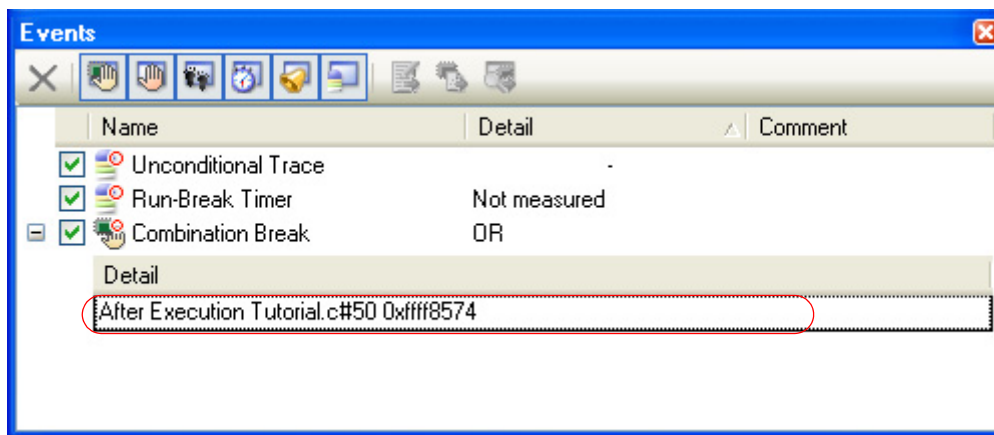 Events
Name Detail Comment
Unconditional Trace -
Run-Break Timer Not measured
Combination Break OR
Detail
After Execution Tutorial.c#50 0xffff8574